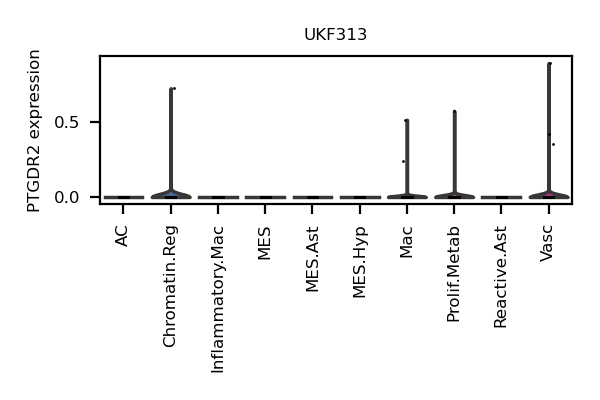 UKF313
PTGDR2 expression
0.5
0.0
AC
Chromatin.Reg
Inflammatory.Mac
MES
MES.Ast
MES.Hyp
Mac
Prolif.Metab
Reactive.Ast
Vasc